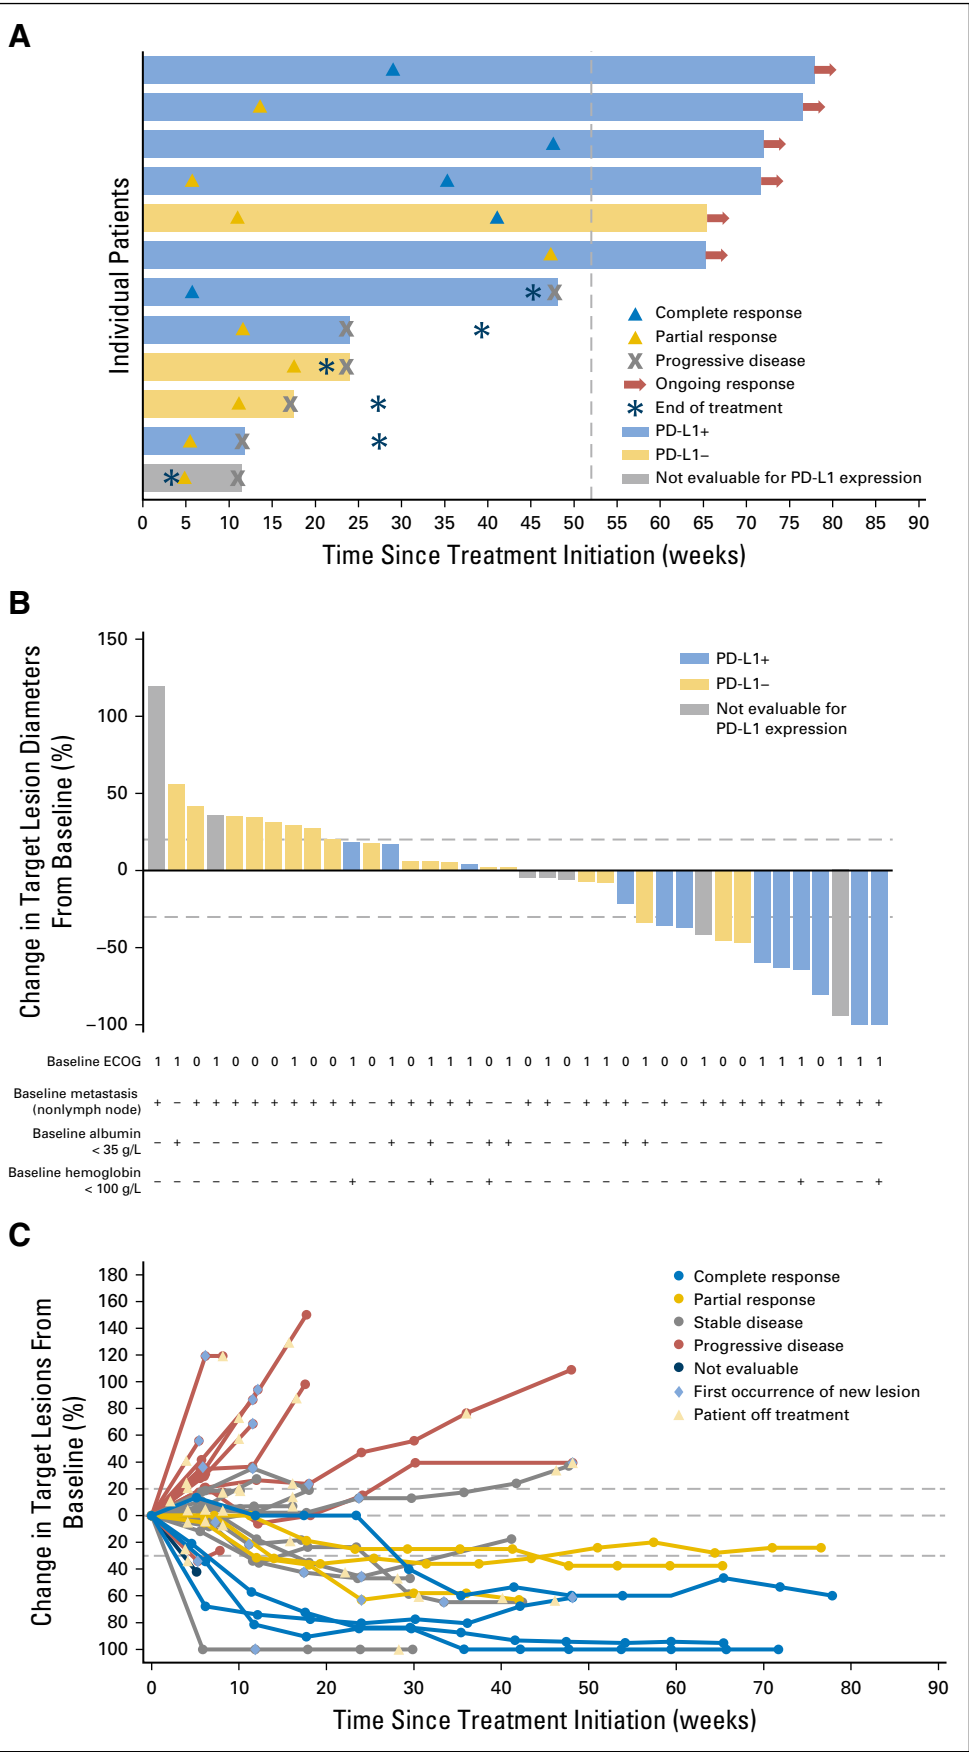 A
Individual Patients
Complete response
Partial response
Progressive disease
Ongoing response
End of treatment
PD-L1+
PD-L1–
Not evaluable for PD-L1 expression
0 5 10 15 20 25 30 35 40 45 50 55 60 65 70 75 80 85 90
Time Since Treatment Initiation (weeks)
B
Change in Target Lesion Diameters
From Baseline (%)
150
100
50
0
−50
−100
PD-L1+
PD-L1–
Not evaluable for
PD-L1 expression
Baseline ECOG 1 1 0 1 0 0 0 1 0 0 1 0 1 0 1 1 1 0 1 0 1 0 1 0 1 0 0 1 0 0 1 1 1 0 1 1 1
Baseline metastasis
(nonlymph node) + – + + + + + + + + + – + + + + + – – + + – + + + + – + + + + + + – + + +
Baseline albumin
< 35 g/L – + – – – – – – – – – – + – + – – + + – – – – – + + – – – – – – – – – – –
Baseline hemoglobin
< 100 g/L – – – – – – – – – – + – – – + – – + – – – – – – – – – – – – – – – + – – – +
C
Change in Target Lesions From
Baseline (%)
180
160
140
120
100
80
60
40
20
0
20
40
60
80
100
Complete response
Partial response
Stable disease
Progressive disease
Not evaluable
First occurrence of new lesion
Patient off treatment
0 10 20 30 40 50 60 70 80 90
Time Since Treatment Initiation (weeks)